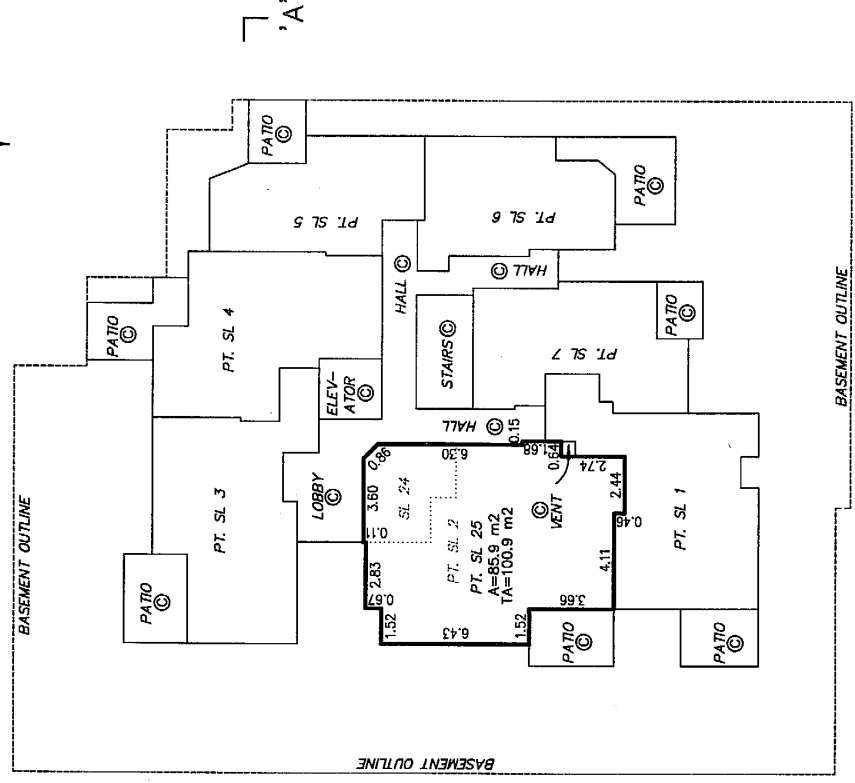 'A'
BASEMENT OUTLINE
PATIO
©
PATIO
©
PATIO
©
PT. SL 5
PT. SL 4
PT. SL 3
ELEV-
ATOR ©
LOBBY
©
HALL ©
PT. SL 6
PATIO
©
HALL
©
STAIRS ©
HALL
©
PT. SL 7
PATIO
©
0.86
3.60
0.11
2.83
0.67
1.52
6.43
1.52
3.66
4.11
0.46
2.44
2.74
0.64
1.68
0.15
6.30
SL 24
PT. SL 2
PT. SL 25
A=85.9 m2
TA=100.9 m2
©
VENT
PT. SL 1
PATIO
©
PATIO
©
BASEMENT OUTLINE
BASEMENT OUTLINE